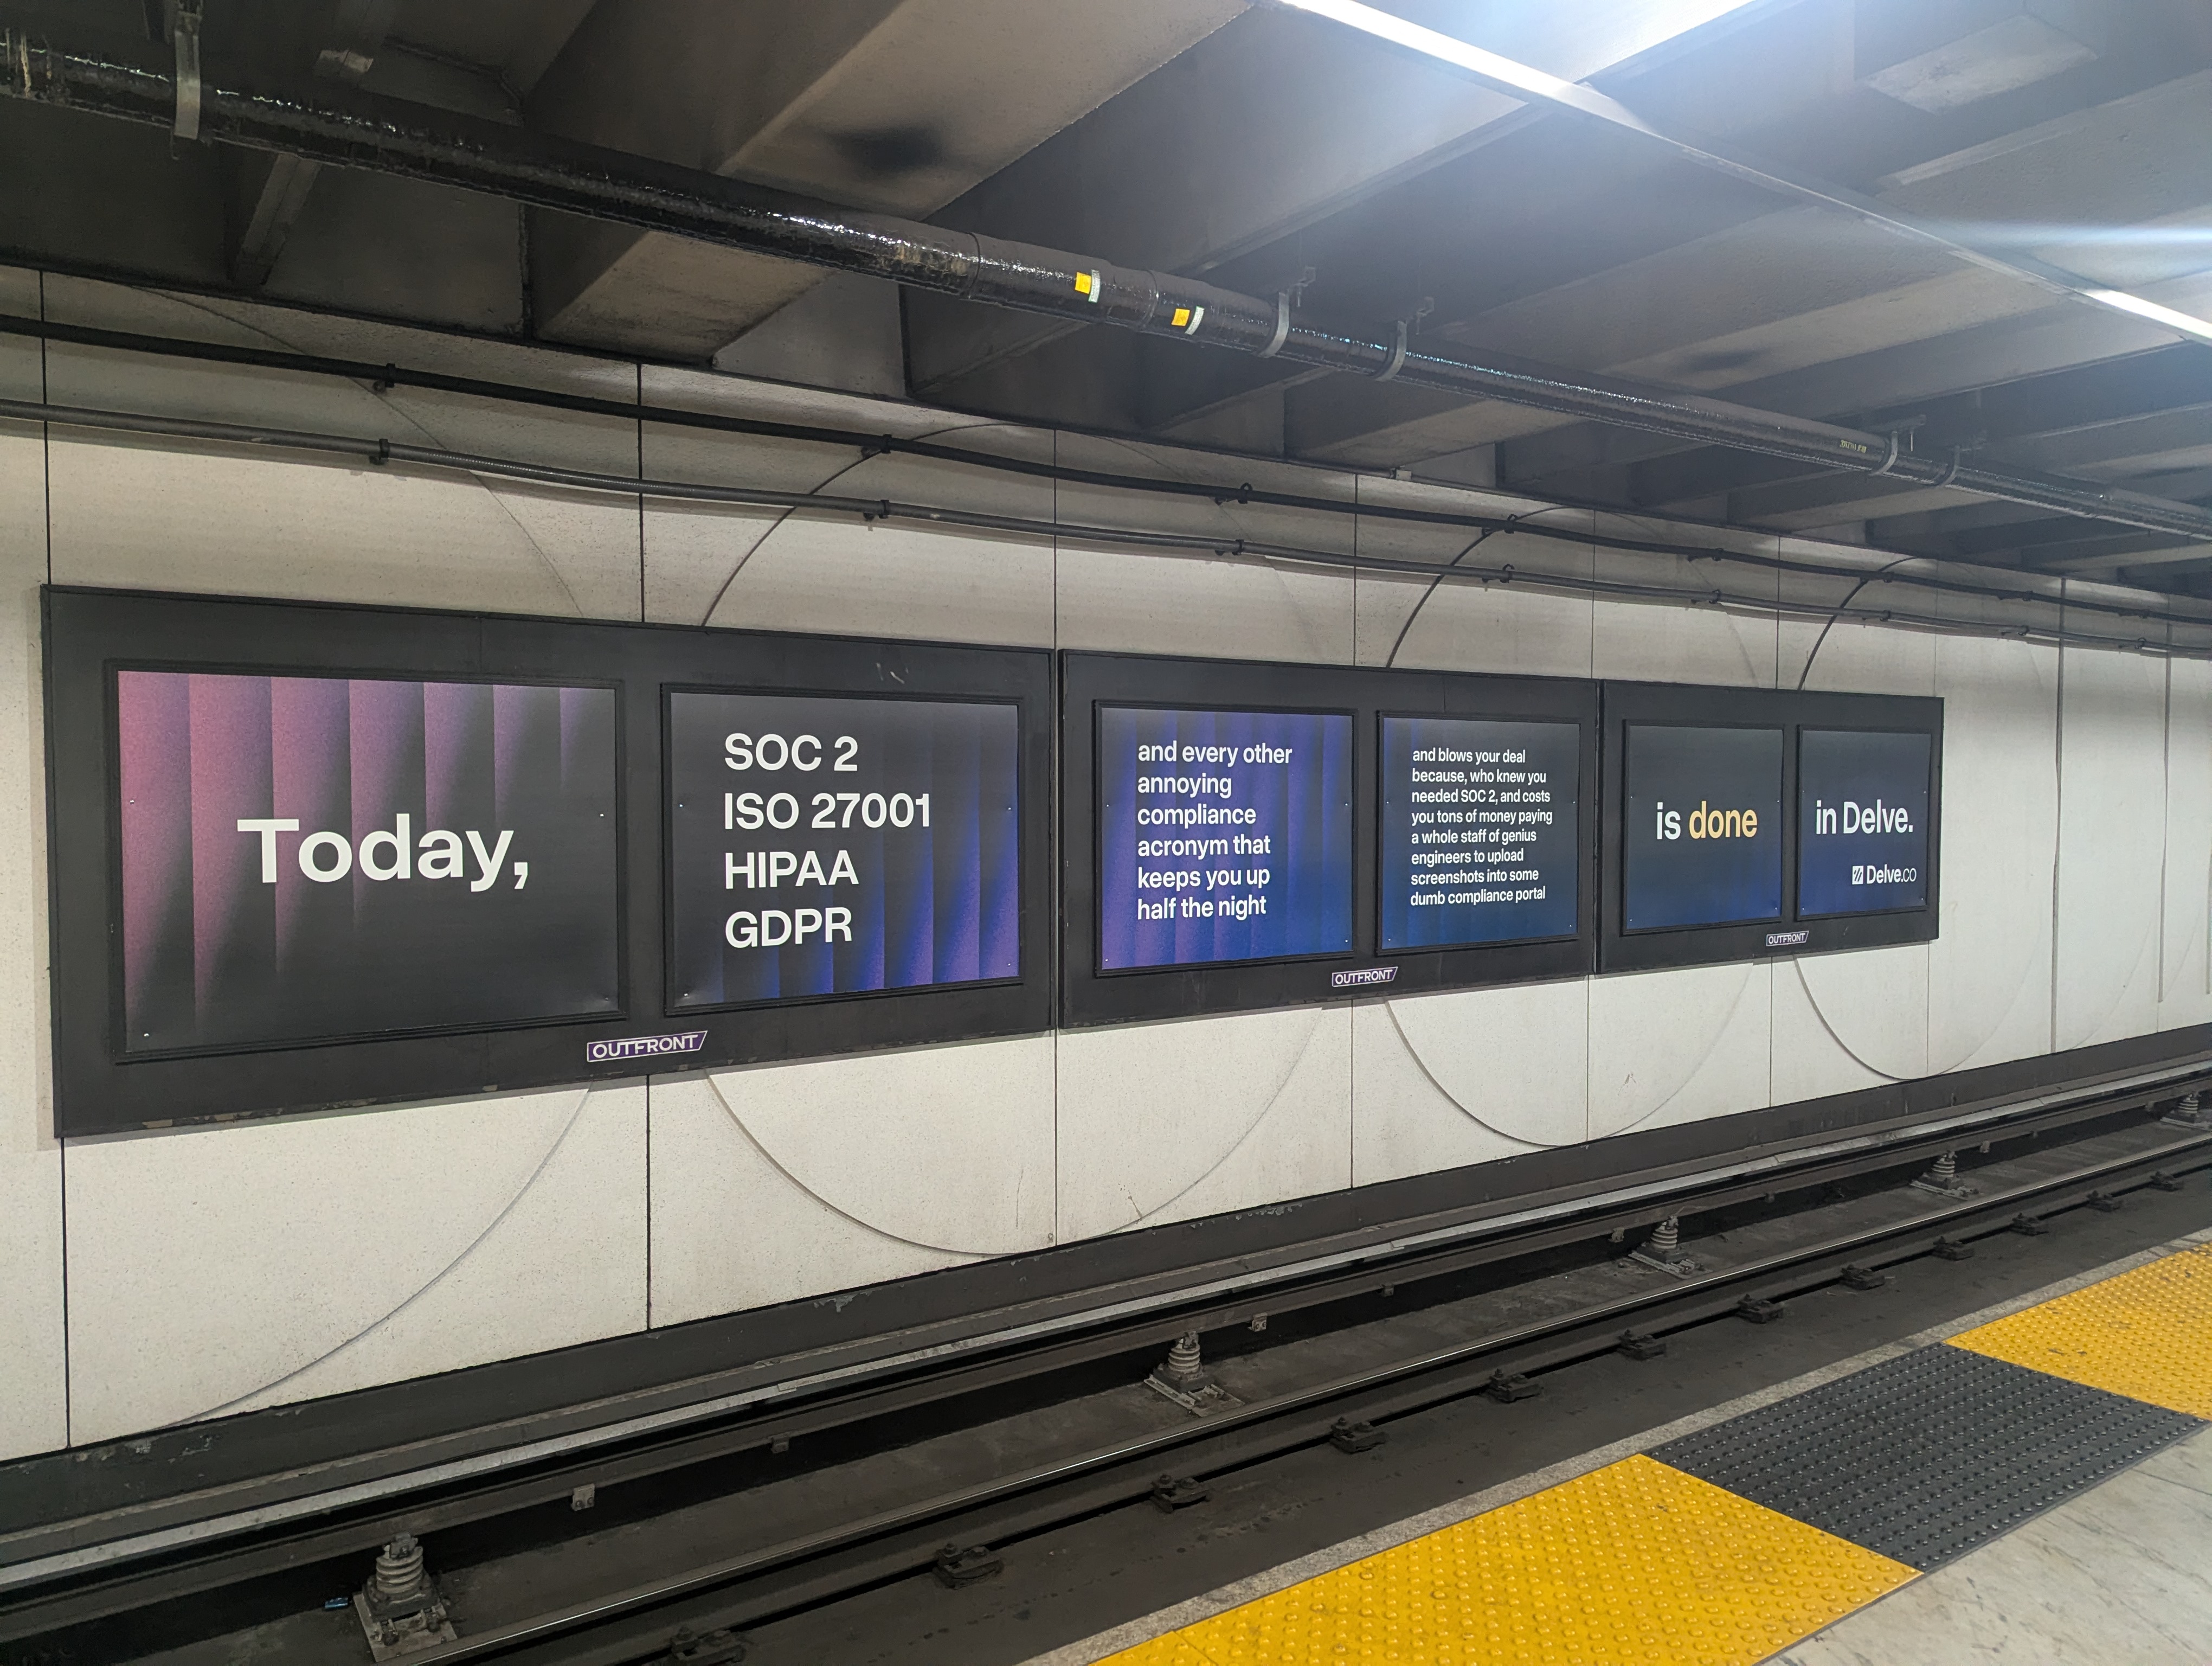 Today,
SOC 2
ISO 27001
HIPAA
GDPR
OUTFRONT
and every other
annoying
compliance
acronym that
keeps you up
half the night
and blows your deal
because, who knew you
needed SOC 2, and costs
you tons of money paying
a whole staff of genius
engineers to upload
screenshots into some
dumb compliance portal
OUTFRONT
is done
in Delve.
Delve.co
OUTFRONT